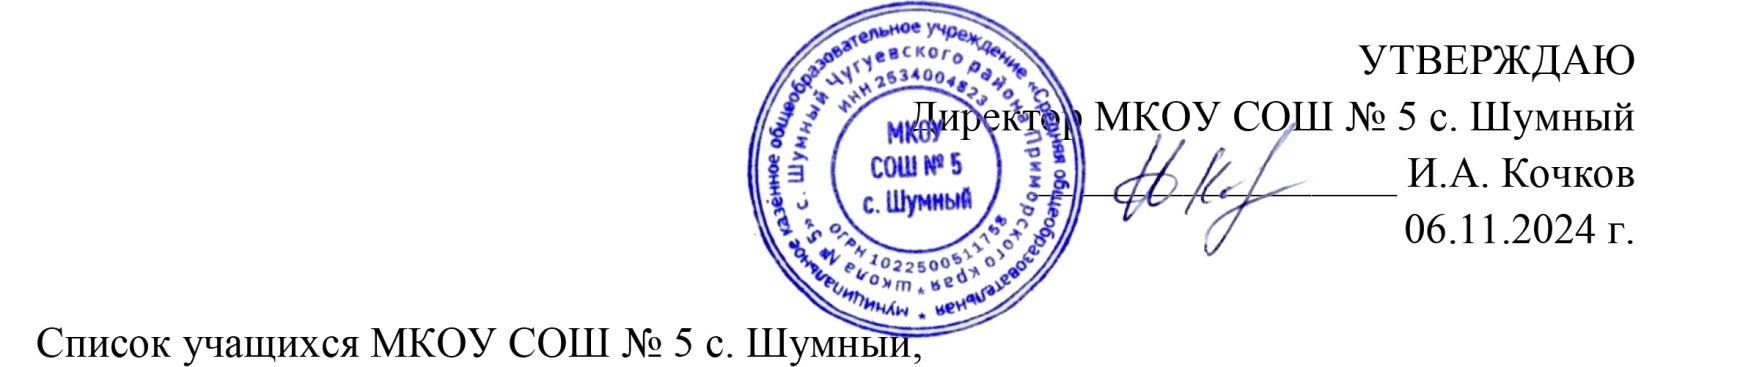 УТВЕРЖДАЮ
Директор МКОУ СОШ № 5 с. Шумный
И.А. Кочков
06.11.2024 г.
муниципальное казённое общеобразовательное учреждение «Средняя общеобразовательная *
школа № 5» с. Шумный Чугуевского района Приморского края *
ИНН 2534004823
ОГРН 1022500511758
МКОУ
СОШ № 5
с. Шумный
Список учащихся МКОУ СОШ № 5 с. Шумный,